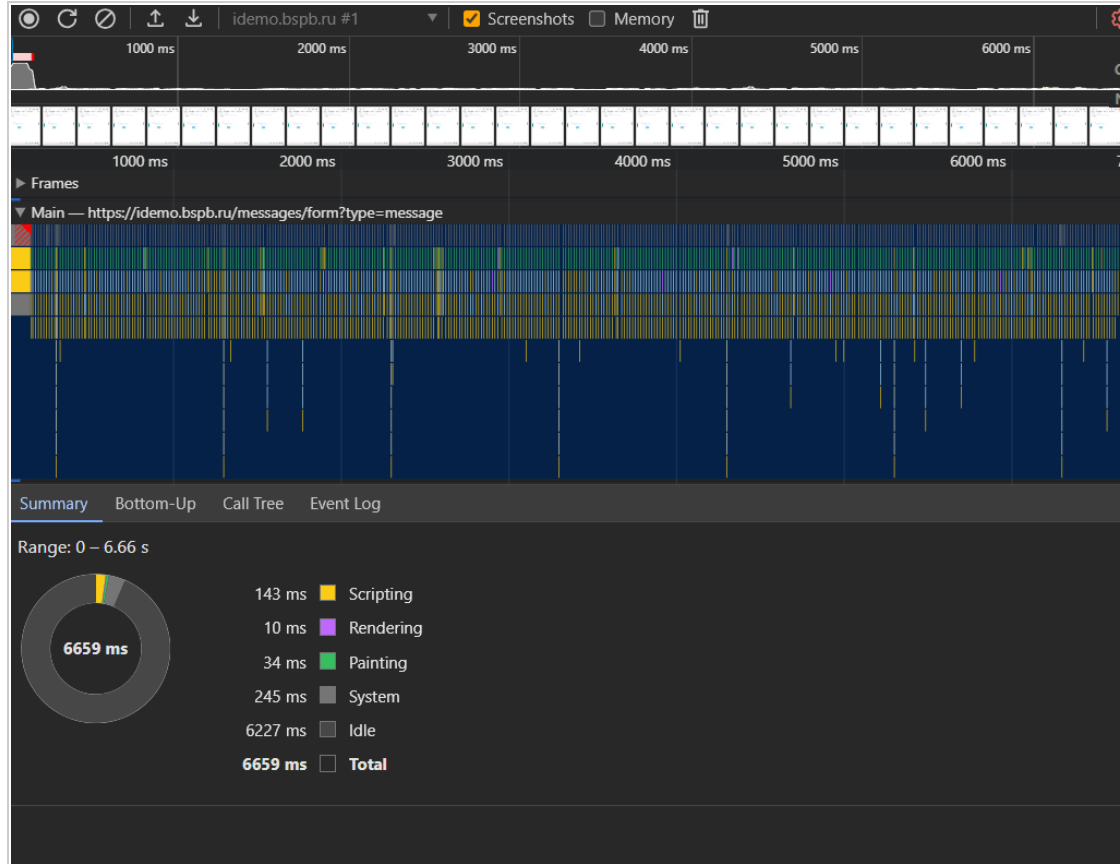 idemo.bspb.ru #1 Screenshots Memory
1000 ms 2000 ms 3000 ms 4000 ms 5000 ms 6000 ms
1000 ms 2000 ms 3000 ms 4000 ms 5000 ms 6000 ms
Frames
Main — https://idemo.bspb.ru/messages/form?type=message
Summary Bottom-Up Call Tree Event Log
Range: 0 – 6.66 s
6659 ms
143 ms Scripting
10 ms Rendering
34 ms Painting
245 ms System
6227 ms Idle
6659 ms Total